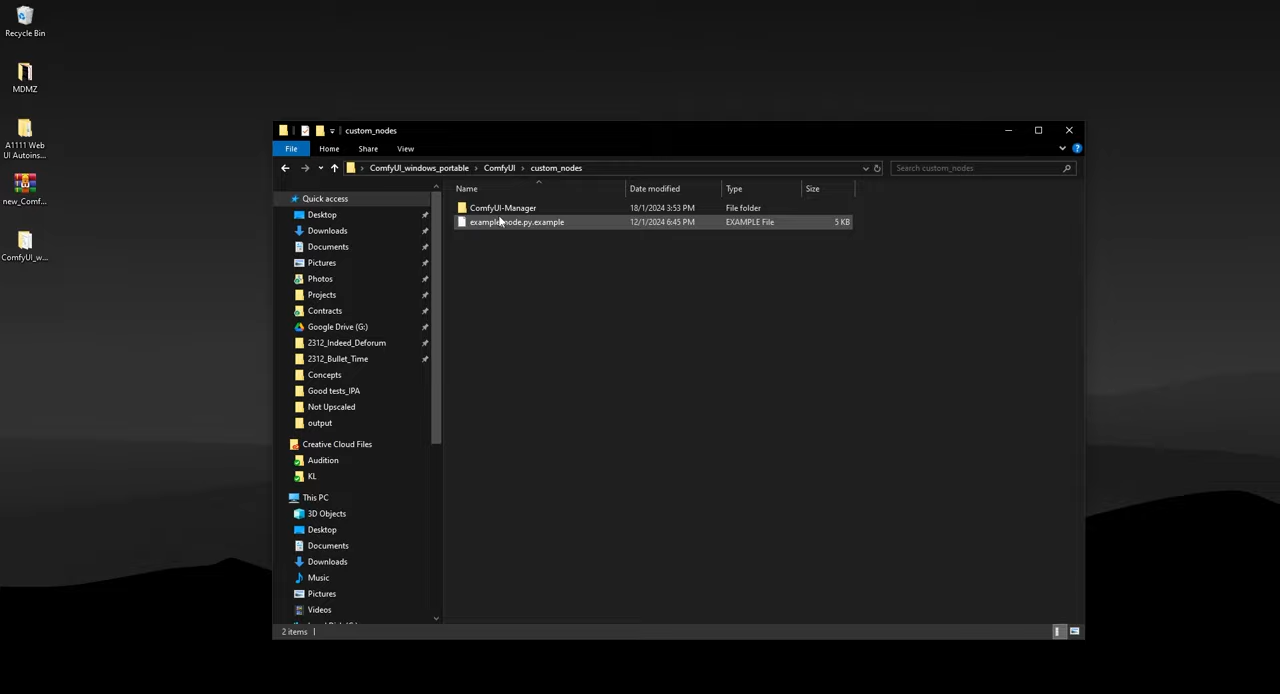 Recycle Bin
MDMZ
A1111 Web
UI Autoins...
new_Comf...
ComfyUI_w...
custom_nodes
File Home Share View
ComfyUI_windows_portable > ComfyUI > custom_nodes
Search custom_nodes
Name Date modified Type Size
ComfyUI-Manager 18/1/2024 3:53 PM File folder
example_node.py.example 12/1/2024 6:45 PM EXAMPLE File 5 KB
Quick access
Desktop
Downloads
Documents
Pictures
Photos
Projects
Contracts
Google Drive (G:)
2312_Indeed_Deforum
2312_Bullet_Time
Concepts
Good tests_IPA
Not Upscaled
output
Creative Cloud Files
Audition
KL
This PC
3D Objects
Desktop
Documents
Downloads
Music
Pictures
Videos
2 items